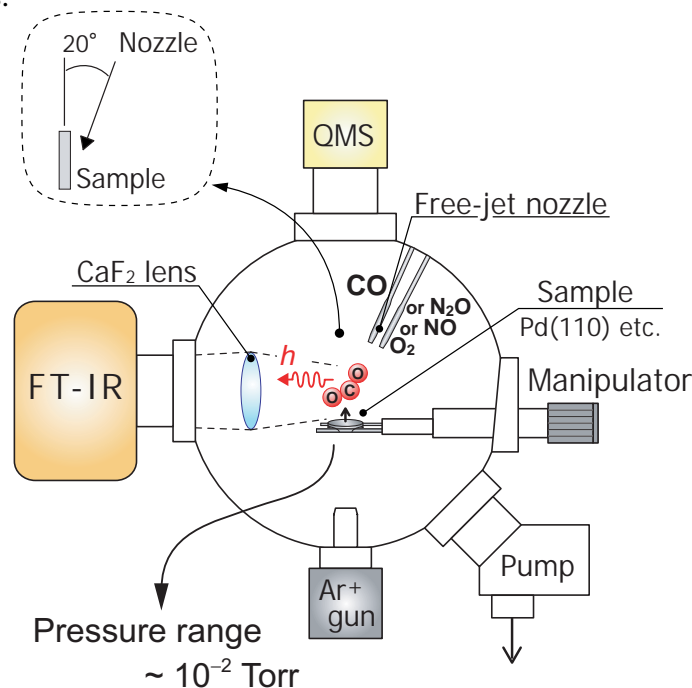 20° Nozzle
Sample
QMS
Free-jet nozzle
CaF₂ lens
CO
or N₂O
or NO
O₂
Sample
Pd(110) etc.
h
O
C
O
FT-IR
Manipulator
Ar+
gun
Pump
Pressure range
~ 10⁻² Torr